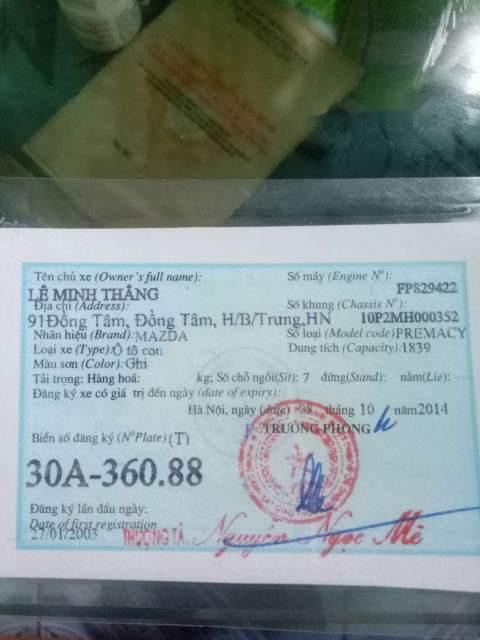 Tên chủ xe (Owner's full name):
LÊ MINH THẮNG
Số máy (Engine Nº): FP829422
Địa chỉ (Address):
Số khung (Chassis Nº): 10P2MH000352
91Đồng Tâm, Đồng Tâm, H/B/Trưng,HN
Nhãn hiệu (Brand):MAZDA
Số loại (Model code)PREMACY
Loại xe (Type):Ô tô con
Dung tích (Capacity):1839
Màu sơn (Color):Ghi
Tải trọng: Hàng hoá: kg; Số chỗ ngồi(Sit): 7 đứng(Stand): nằm(Lie):
Đăng ký xe có giá trị đến ngày (date of expiry):
Hà Nội, ngày (date) 28 tháng 10 năm2014
TRƯỞNG PHÒNG
Biển số đăng ký (NºPlate)(T)
30A-360.88
Đăng ký lần đầu ngày:
Date of first registration
27/01/2003
THƯỢNG TÁ. Nguyễn Ngọc Mê